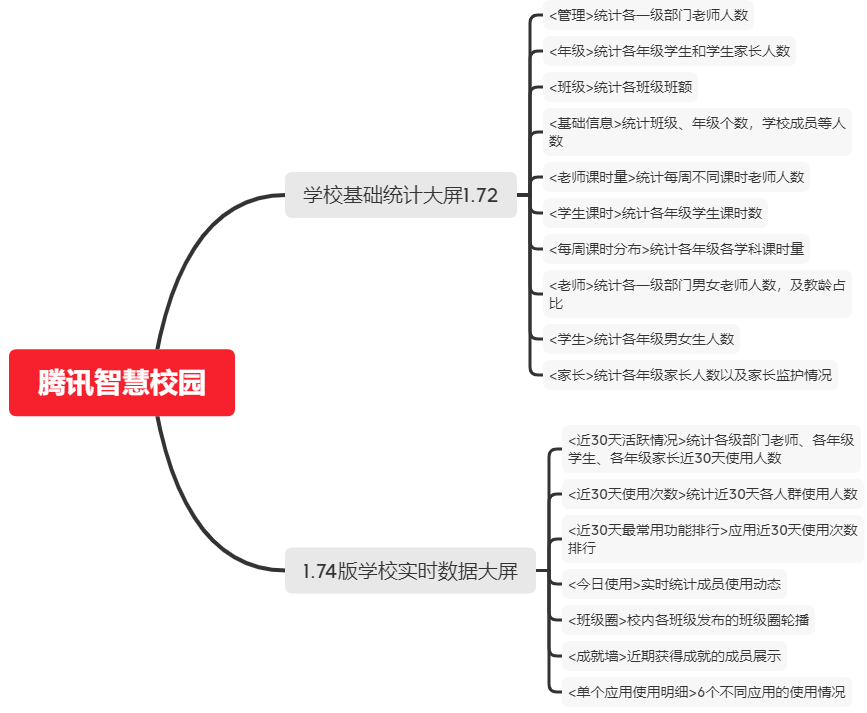 腾讯智慧校园
学校基础统计大屏1.72
<管理>统计各一级部门老师人数
<年级>统计各年级学生和学生家长人数
<班级>统计各班级班额
<基础信息>统计班级、年级个数，学校成员等人
数
<老师课时量>统计每周不同课时老师人数
<学生课时>统计各年级学生课时数
<每周课时分布>统计各年级各学科课时量
<老师>统计各一级部门男女老师人数，及教龄占
比
<学生>统计各年级男女生人数
<家长>统计各年级家长人数以及家长监护情况
1.74版学校实时数据大屏
<近30天活跃情况>统计各级部门老师、各年级
学生、各年级家长近30天使用人数
<近30天使用次数>统计近30天各人群使用人数
<近30天最常用功能排行>应用近30天使用次数
排行
<今日使用>实时统计成员使用动态
<班级圈>校内各班级发布的班级圈轮播
<成就墙>近期获得成就的成员展示
<单个应用使用明细>6个不同应用的使用情况